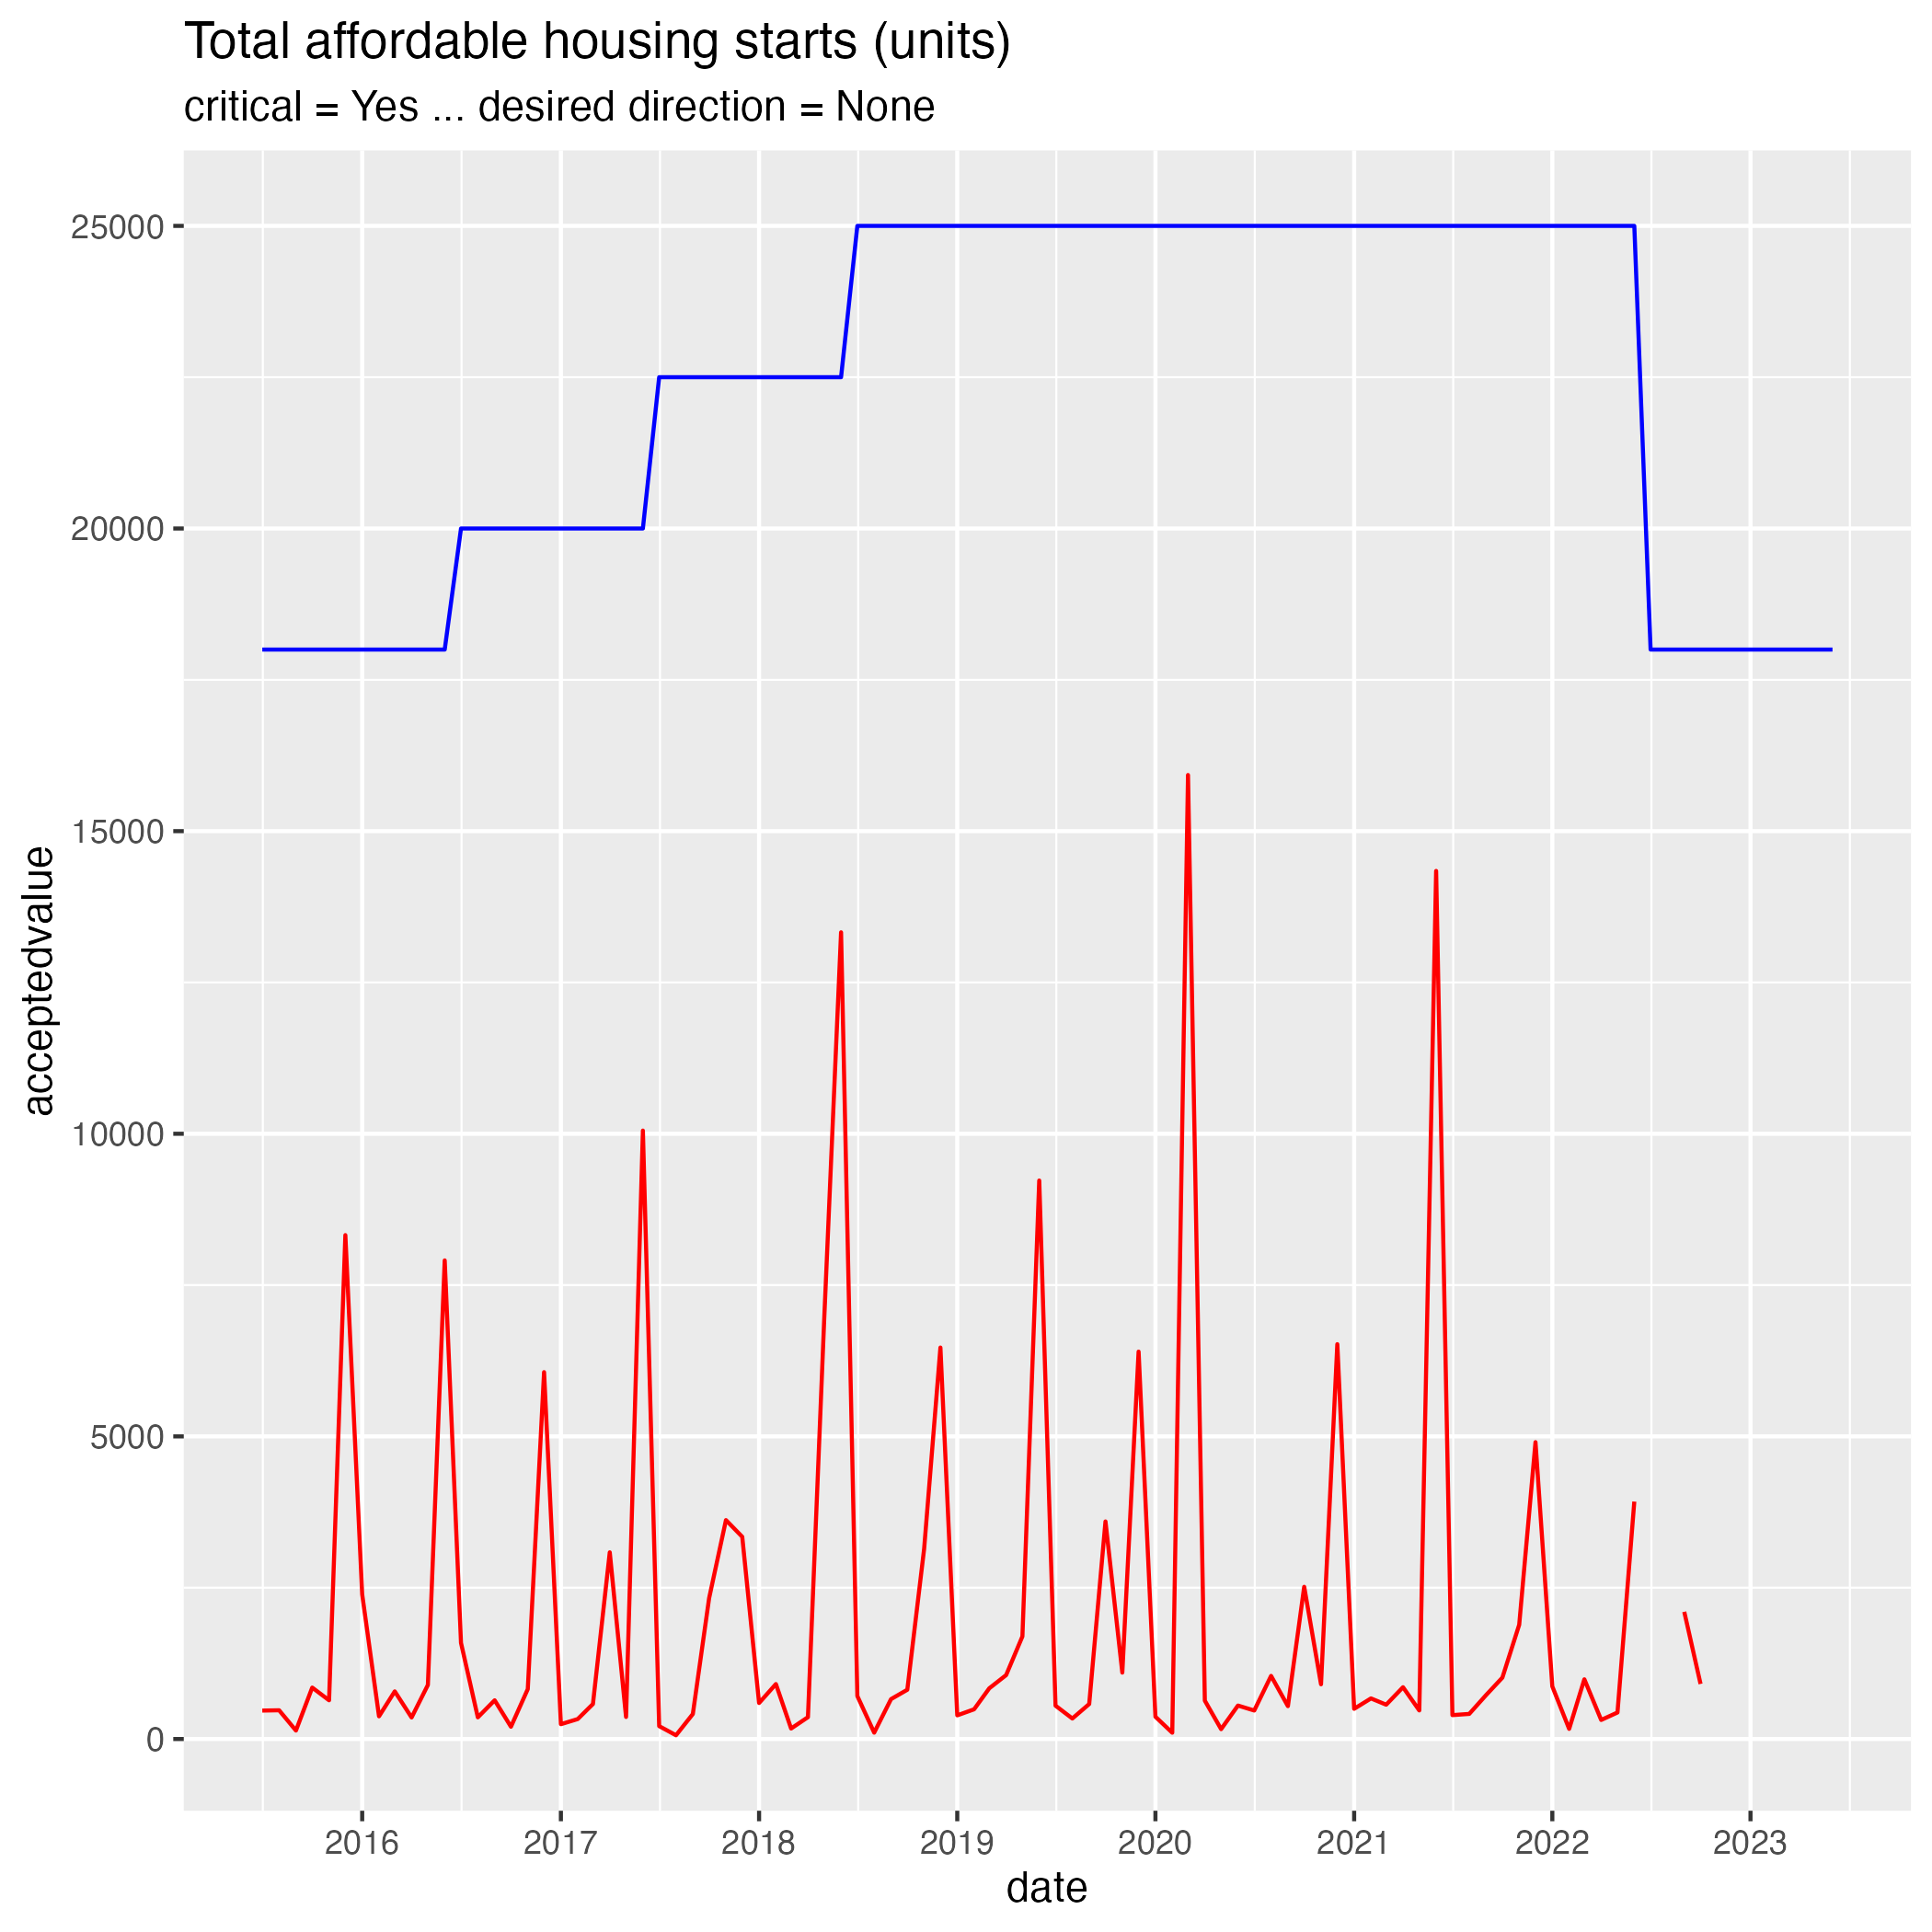 Total affordable housing starts (units)
critical = Yes ... desired direction = None
25000
20000
15000
10000
5000
0
acceptedvalue
2016 2017 2018 2019 2020 2021 2022 2023
date